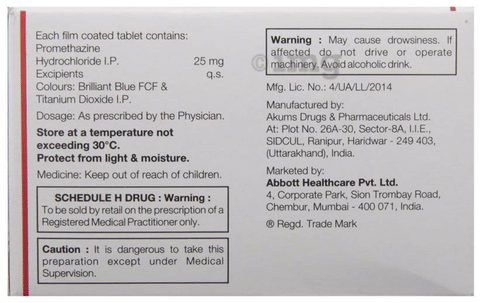 Each film coated tablet contains:
Promethazine
Hydrochloride I.P. 25 mg
Excipients q.s.
Colours: Brilliant Blue FCF &
Titanium Dioxide I.P.
Dosage: As prescribed by the Physician.
Store at a temperature not
exceeding 30°C.
Protect from light & moisture.
Medicine: Keep out of reach of children.
SCHEDULE H DRUG : Warning :
To be sold by retail on the prescription of a
Registered Medical Practitioner only.
Caution : It is dangerous to take this
preparation except under Medical
Supervision.
Warning : May cause drowsiness. If
affected do not drive or operate
machinery. Avoid alcoholic drink.
Mfg. Lic. No.: 4/UA/LL/2014
Manufactured by:
Akums Drugs & Pharmaceuticals Ltd.
At: Plot No. 26A-30, Sector-8A, I.I.E.,
SIDCUL, Ranipur, Haridwar - 249 403,
(Uttarakhand), India.
Marketed by:
Abbott Healthcare Pvt. Ltd.
4, Corporate Park, Sion Trombay Road,
Chembur, Mumbai - 400 071, India.
® Regd. Trade Mark